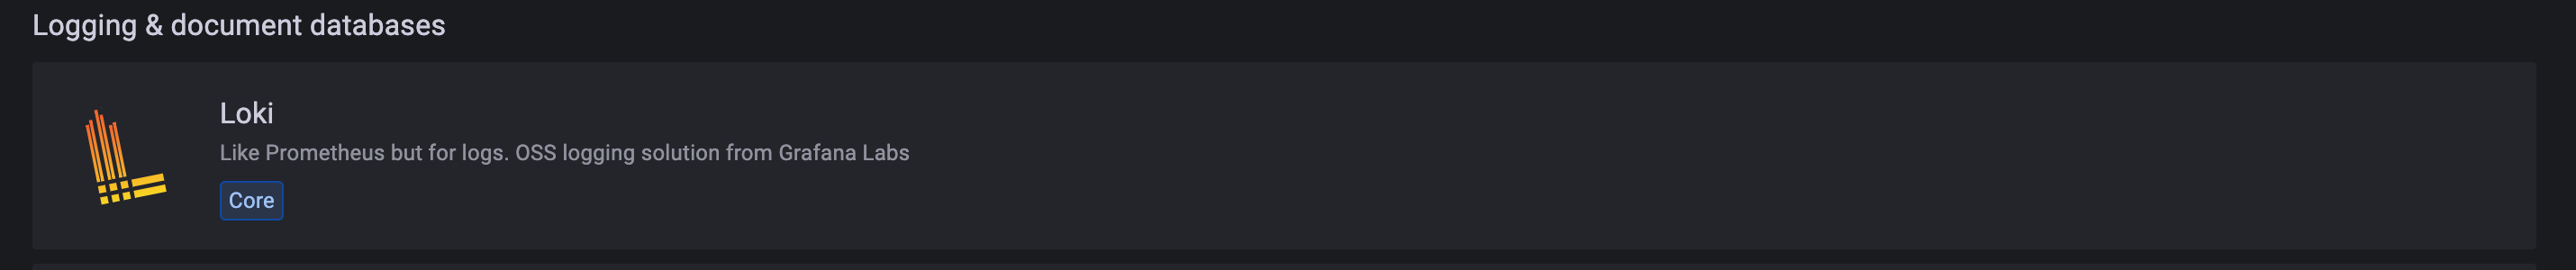 Logging & document databases
Loki
Like Prometheus but for logs. OSS logging solution from Grafana Labs
Core